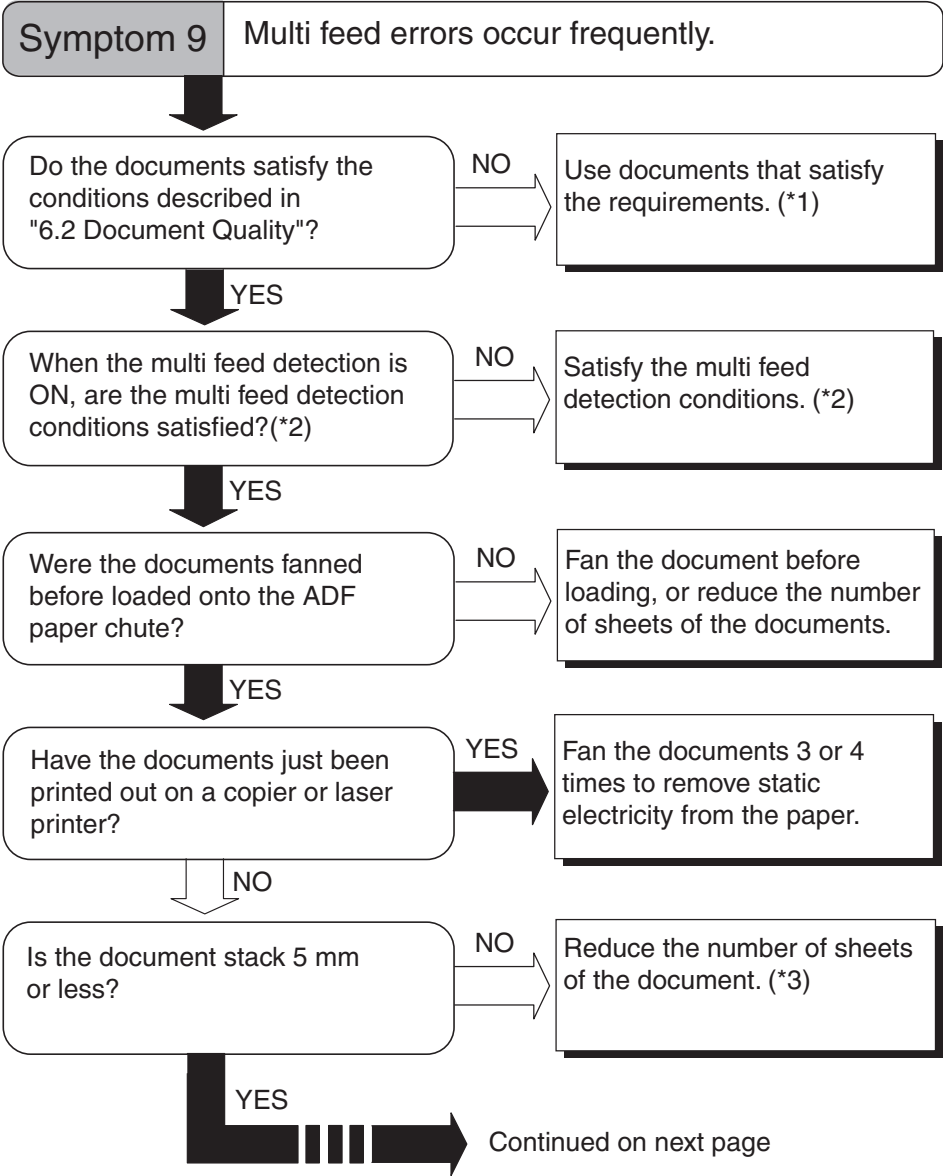 Symptom 9
Multi feed errors occur frequently.
Do the documents satisfy the
conditions described in
"6.2 Document Quality"?
NO
Use documents that satisfy
the requirements. (*1)
YES
When the multi feed detection is
ON, are the multi feed detection
conditions satisfied?(*2)
NO
Satisfy the multi feed
detection conditions. (*2)
YES
Were the documents fanned
before loaded onto the ADF
paper chute?
NO
Fan the document before
loading, or reduce the number
of sheets of the documents.
YES
Have the documents just been
printed out on a copier or laser
printer?
YES
Fan the documents 3 or 4
times to remove static
electricity from the paper.
NO
Is the document stack 5 mm
or less?
NO
Reduce the number of sheets
of the document. (*3)
YES
Continued on next page